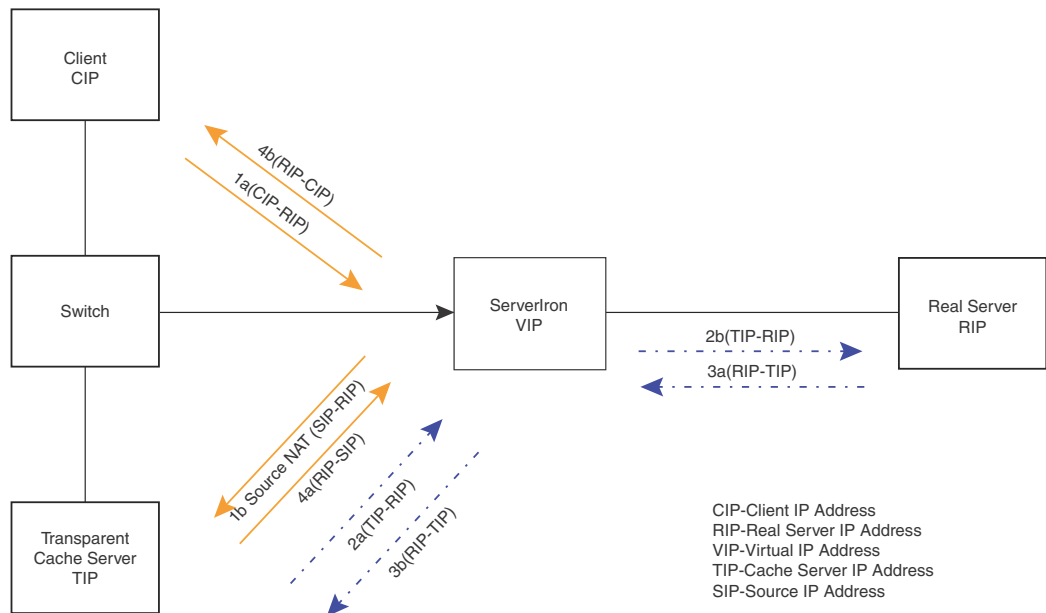 Client
CIP
4b(RIP-CIP)
1a(CIP-RIP)
Switch
ServerIron
VIP
Real Server
RIP
2b(TIP-RIP)
3a(RIP-TIP)
1b Source NAT (SIP-RIP)
4a(RIP-SIP)
2a(TIP-RIP)
3b(RIP-TIP)
Transparent
Cache Server
TIP
CIP-Client IP Address
RIP-Real Server IP Address
VIP-Virtual IP Address
TIP-Cache Server IP Address
SIP-Source IP Address